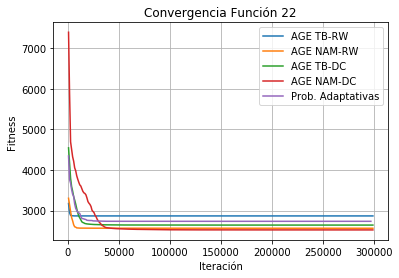 Convergencia Función 22
AGE TB-RW
AGE NAM-RW
AGE TB-DC
AGE NAM-DC
Prob. Adaptativas
Fitness
7000
6000
5000
4000
3000
0
50000
100000
150000
200000
250000
300000
Iteración